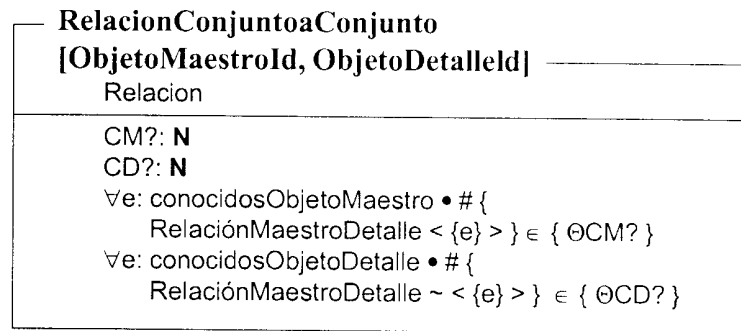 RelacionConjuntoaConjunto
[ObjetoMaestroId, ObjetoDetalleId]
Relacion
CM?: N
CD?: N
∀e: conocidosObjetoMaestro • # {
RelaciónMaestroDetalle < {e} > } ∈ { ΘCM? }
∀e: conocidosObjetoDetalle • # {
RelaciónMaestroDetalle ~ < {e} > } ∈ { ΘCD? }